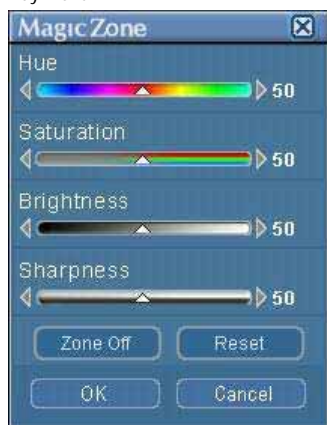 MagicZone
Hue
50
Saturation
50
Brightness
50
Sharpness
50
Zone Off Reset
OK Cancel